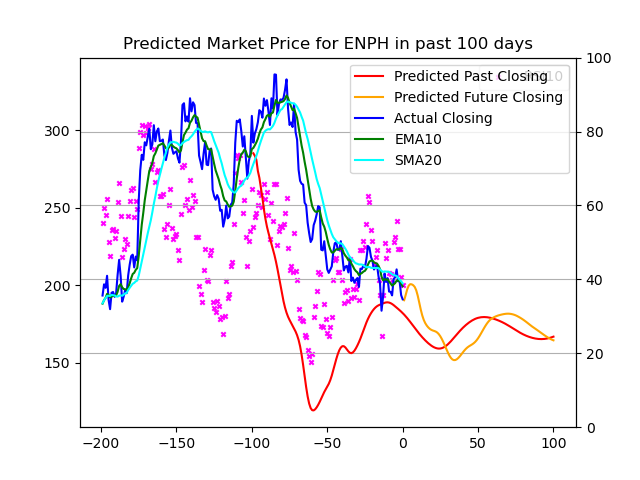 Predicted Market Price for ENPH in past 100 days
Predicted Past Closing
Predicted Future Closing
Actual Closing
EMA10
SMA20
300
250
200
150
100
80
60
40
20
0
−200
−150
−100
−50
0
50
100